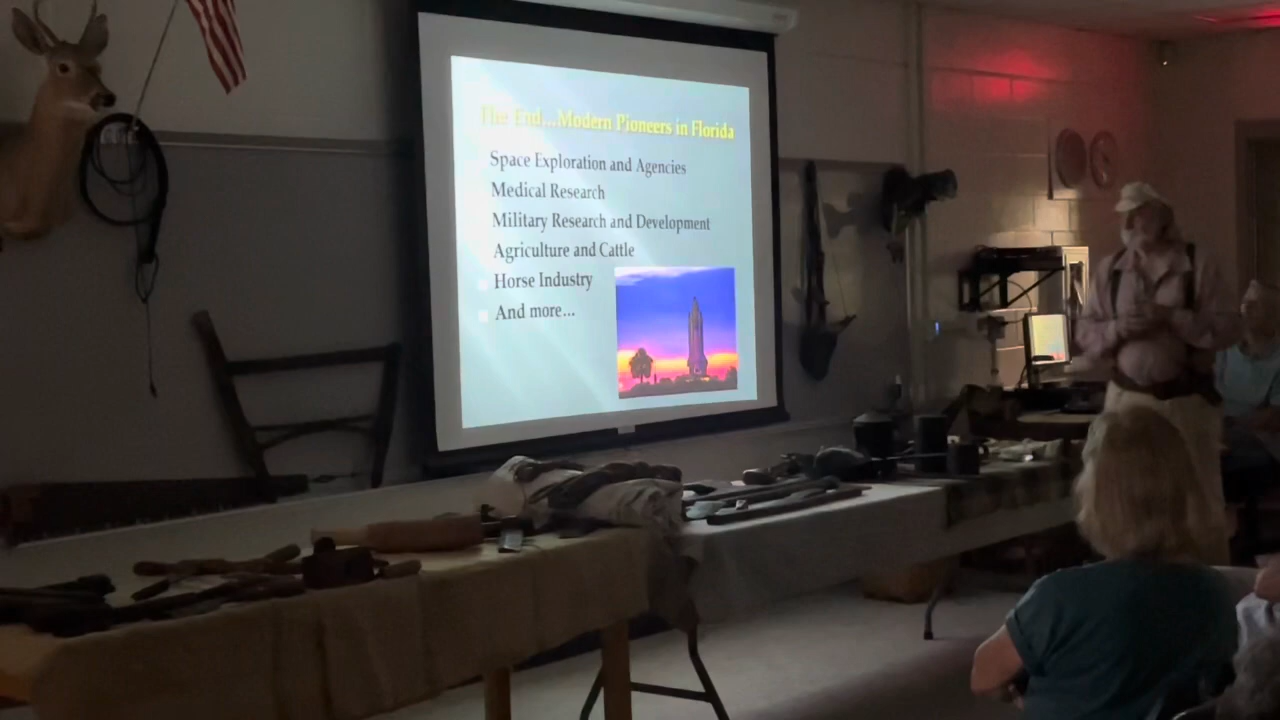 The End...Modern Pioneers in Florida
Space Exploration and Agencies
Medical Research
Military Research and Development
Agriculture and Cattle
Horse Industry
And more...